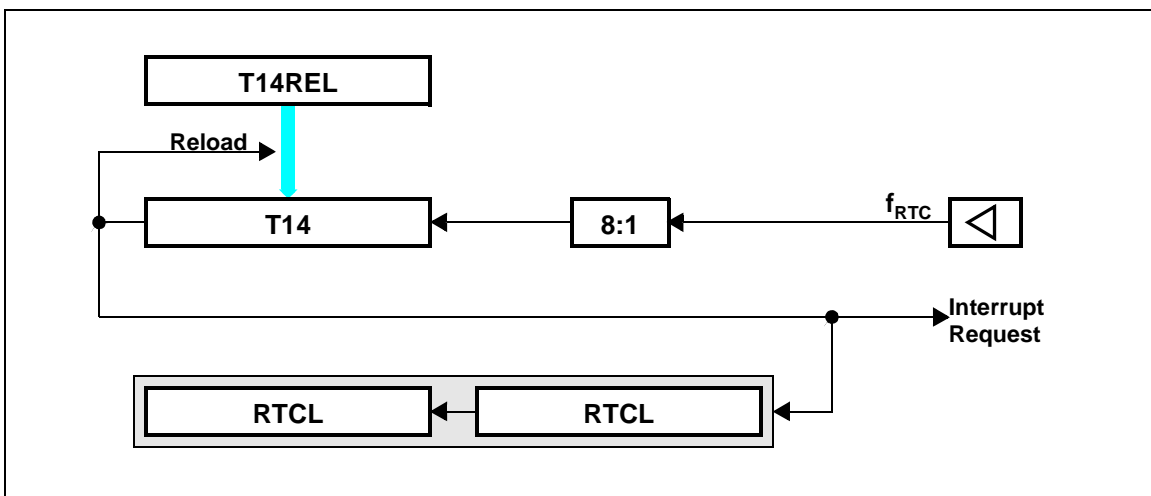 T14REL
Reload
T14
8:1
fRTC
Interrupt
Request
RTCL
RTCL